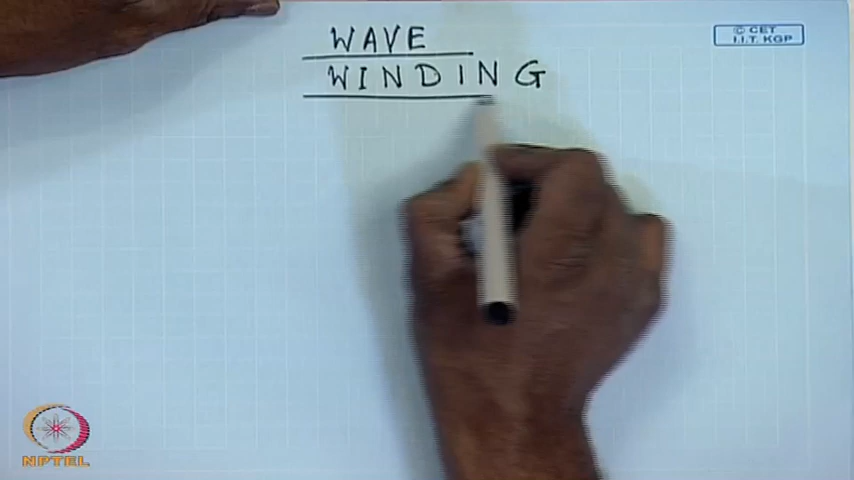 WAVE
WINDING
© CET
I.I.T. KGP
NPTEL